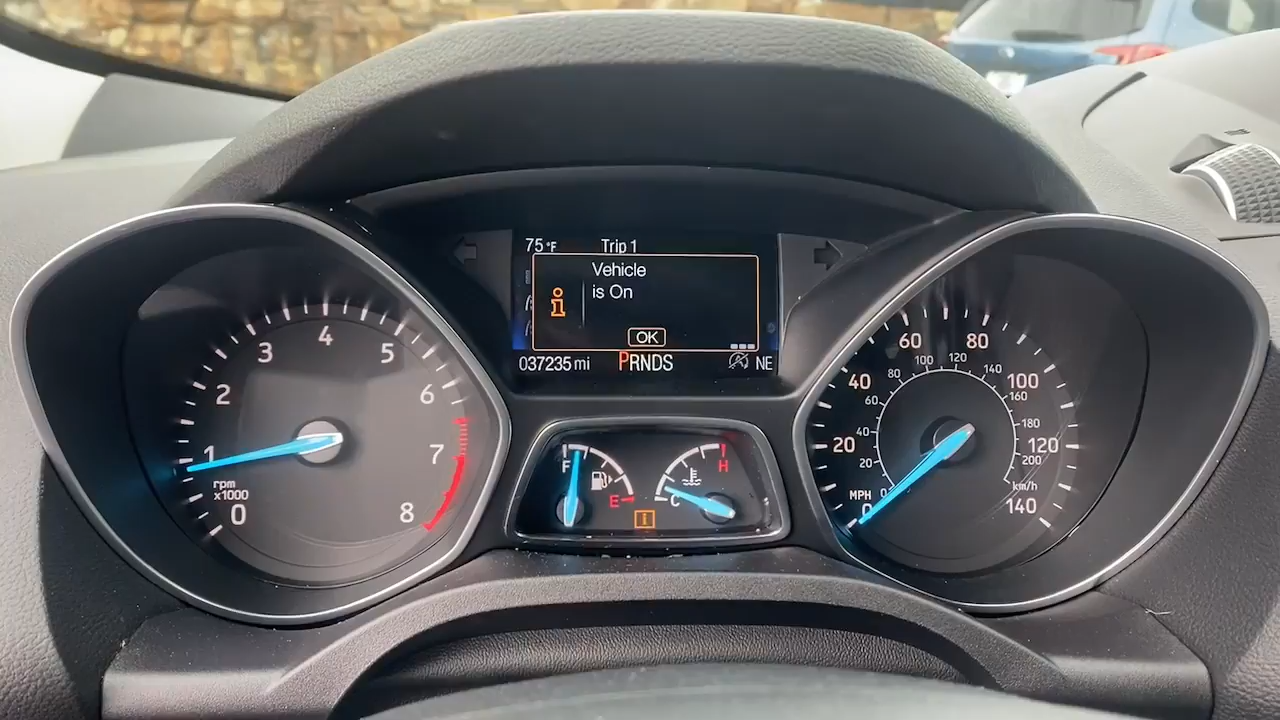 75 °F Trip 1
Vehicle
is On
OK
037235 mi PRNDS NE
0 1 2 3 4 5 6 7 8
rpm
x1000
F E
C H
0 20 40 60 80 100 120 140
MPH
0 20 40 60 80 100 120 140 160 180 200
km/h